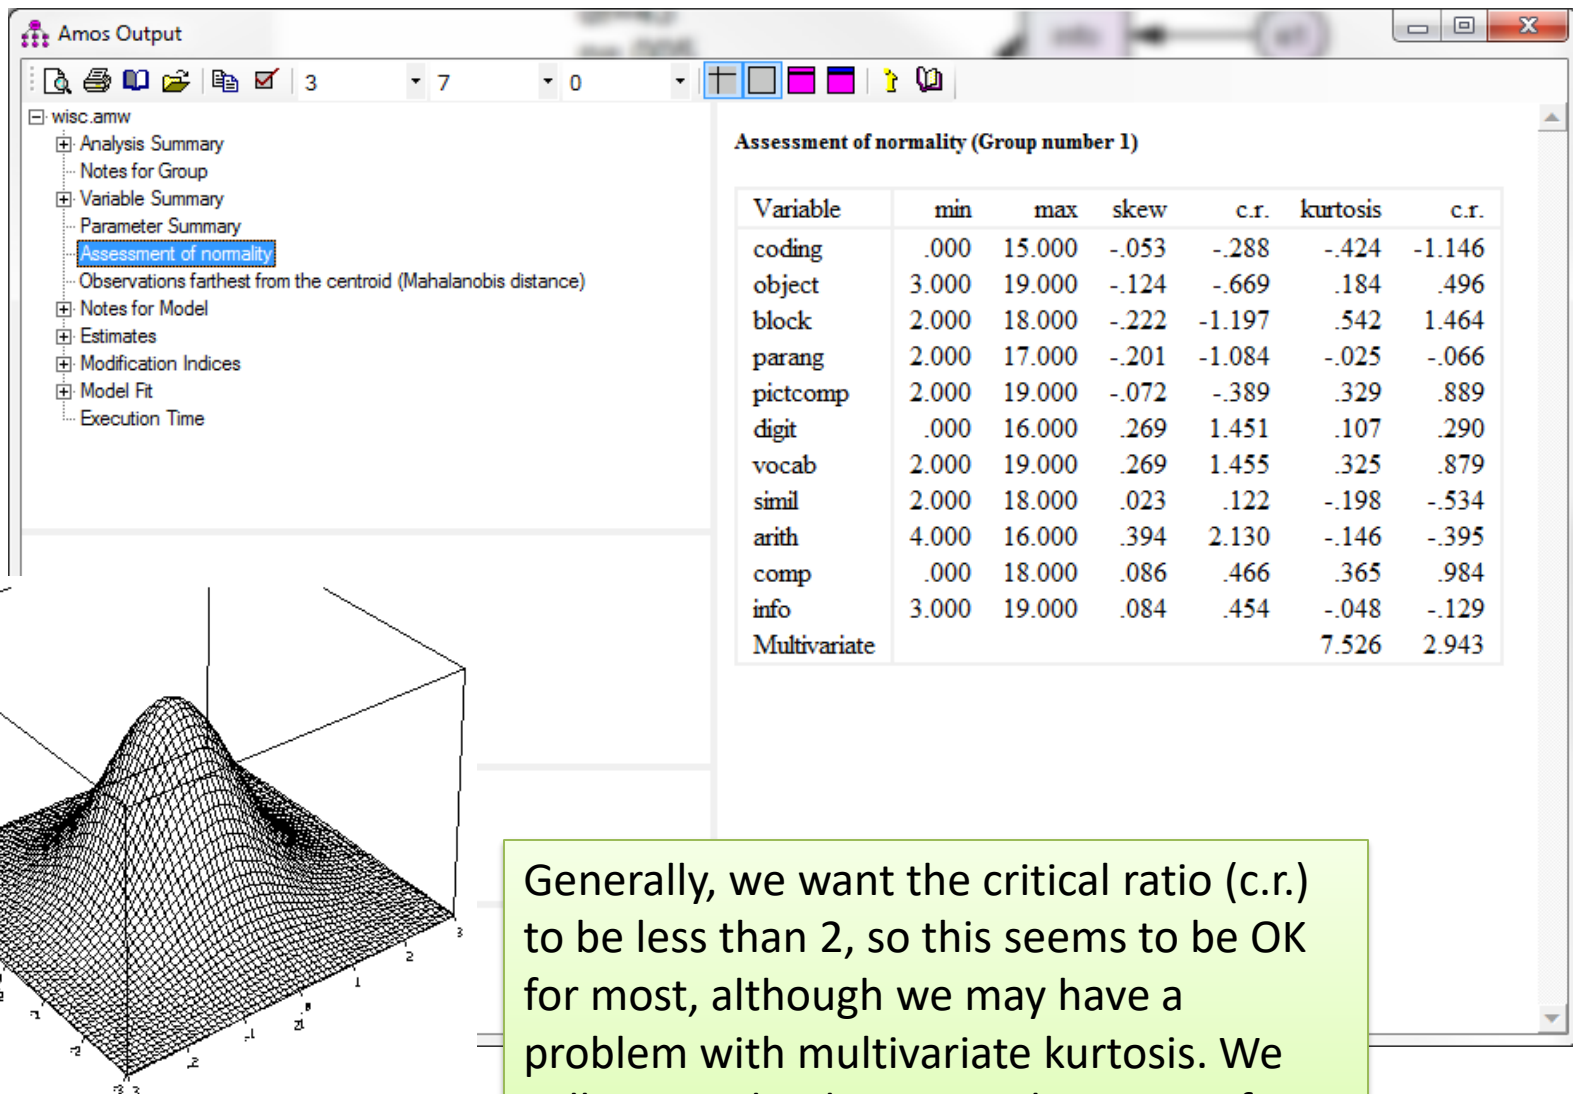 Amos Output
3 7 0
wisc.amw
Analysis Summary
Notes for Group
Variable Summary
Parameter Summary
Assessment of normality
Observations farthest from the centroid (Mahalanobis distance)
Notes for Model
Estimates
Modification Indices
Model Fit
Execution Time
Assessment of normality (Group number 1)
Variable min max skew c.r. kurtosis c.r.
coding .000 15.000 -.053 -.288 -.424 -1.146
object 3.000 19.000 -.124 -.669 .184 .496
block 2.000 18.000 -.222 -1.197 .542 1.464
parang 2.000 17.000 -.201 -1.084 -.025 -.066
pictcomp 2.000 19.000 -.072 -.389 .329 .889
digit .000 16.000 .269 1.451 .107 .290
vocab 2.000 19.000 .269 1.455 .325 .879
simil 2.000 18.000 .023 .122 -.198 -.534
arith 4.000 16.000 .394 2.130 -.146 -.395
comp .000 18.000 .086 .466 .365 .984
info 3.000 19.000 .084 .454 -.048 -.129
Multivariate 7.526 2.943
Generally, we want the critical ratio (c.r.)
to be less than 2, so this seems to be OK
for most, although we may have a
problem with multivariate kurtosis. We